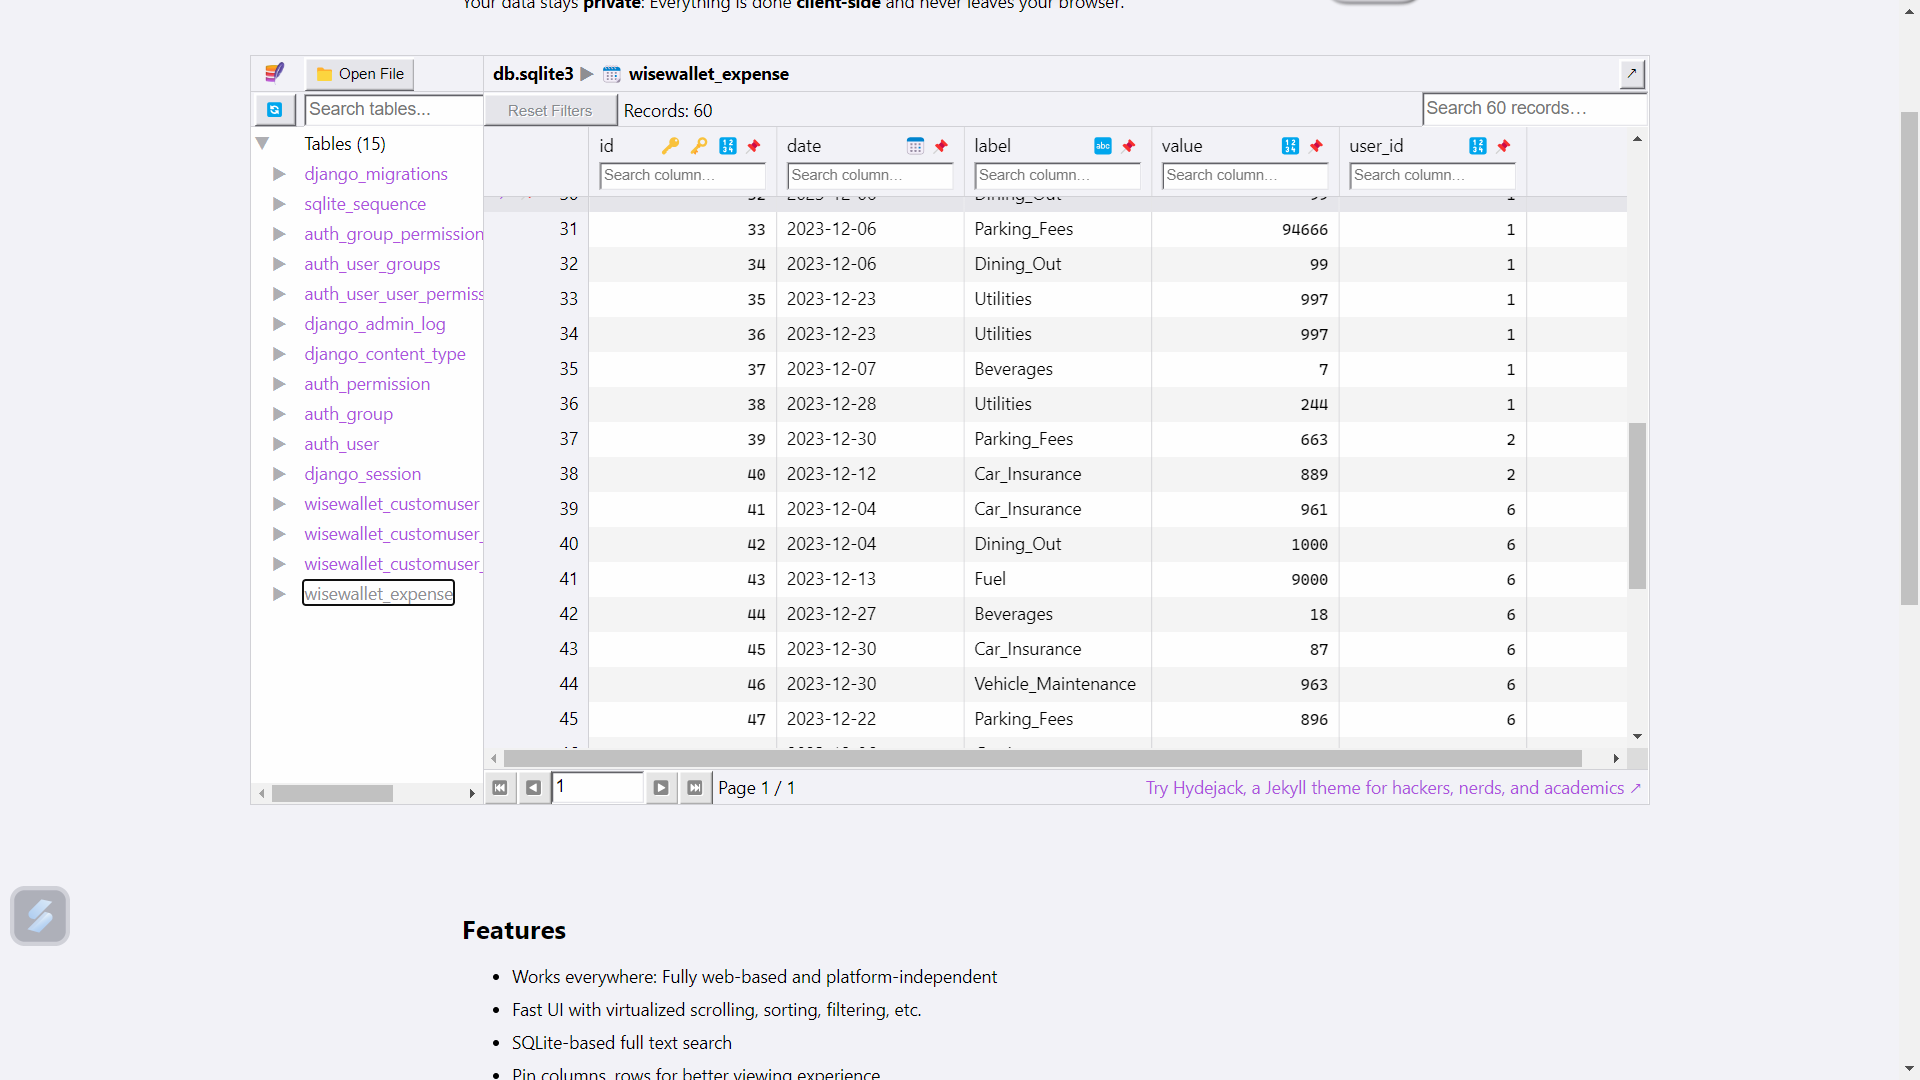 Your data stays private: Everything is done client-side and never leaves your browser.
Open File
db.sqlite3 ▶ wisewallet_expense
↗
Search tables...
Reset Filters
Records: 60
Search 60 records…
Tables (15)
django_migrations
sqlite_sequence
auth_group_permission
auth_user_groups
auth_user_user_permiss
django_admin_log
django_content_type
auth_permission
auth_group
auth_user
django_session
wisewallet_customuser
wisewallet_customuser_
wisewallet_customuser_
wisewallet_expense
id date label value user_id
Search column... Search column... Search column... Search column... Search column...
30 32 2023-12-06 Dining_Out 99 1
31 33 2023-12-06 Parking_Fees 94666 1
32 34 2023-12-06 Dining_Out 99 1
33 35 2023-12-23 Utilities 997 1
34 36 2023-12-23 Utilities 997 1
35 37 2023-12-07 Beverages 7 1
36 38 2023-12-28 Utilities 244 1
37 39 2023-12-30 Parking_Fees 663 2
38 40 2023-12-12 Car_Insurance 889 2
39 41 2023-12-04 Car_Insurance 961 6
40 42 2023-12-04 Dining_Out 1000 6
41 43 2023-12-13 Fuel 9000 6
42 44 2023-12-27 Beverages 18 6
43 45 2023-12-30 Car_Insurance 87 6
44 46 2023-12-30 Vehicle_Maintenance 963 6
45 47 2023-12-22 Parking_Fees 896 6
1
Page 1 / 1
Try Hydejack, a Jekyll theme for hackers, nerds, and academics ↗
Features
• Works everywhere: Fully web-based and platform-independent
• Fast UI with virtualized scrolling, sorting, filtering, etc.
• SQLite-based full text search
• Pin columns, rows for better viewing experience